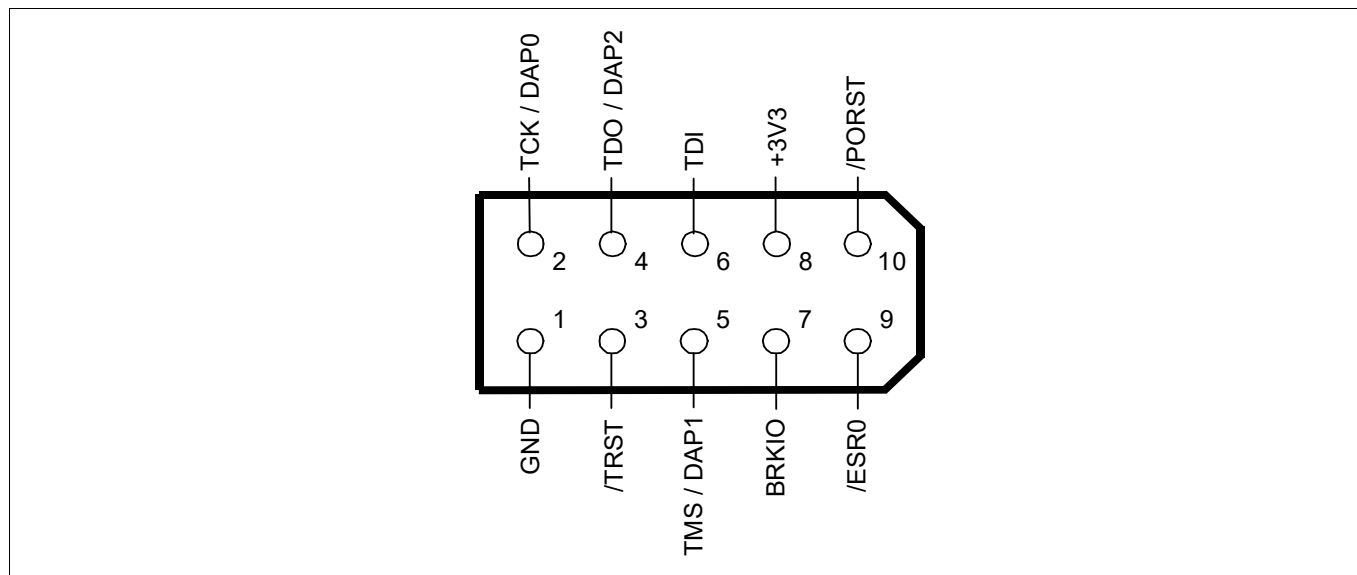 TCK / DAP0
TDO / DAP2
TDI
+3V3
/PORST
2
4
6
8
10
1
3
5
7
9
GND
/TRST
TMS / DAP1
BRKIO
/ESR0